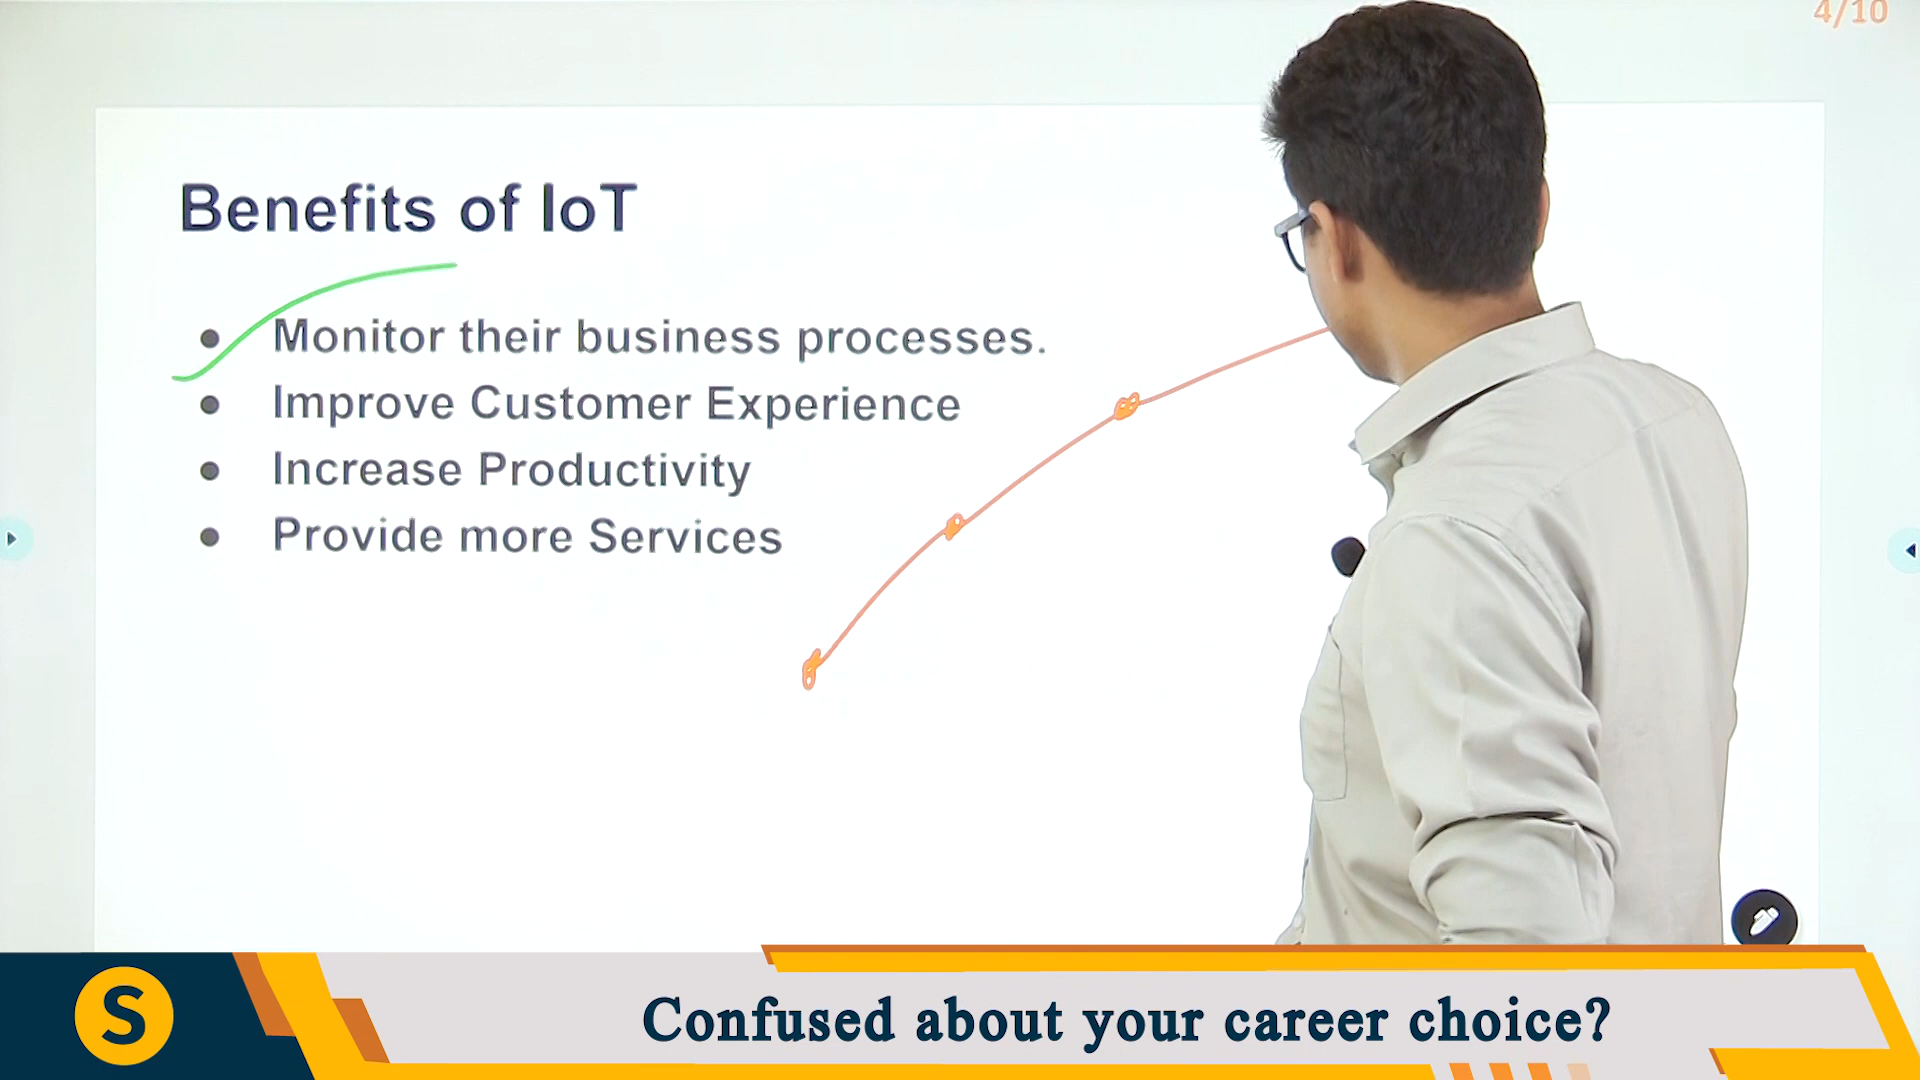 4/10
Benefits of IoT
● Monitor their business processes.
● Improve Customer Experience
● Increase Productivity
● Provide more Services
S
Confused about your career choice?